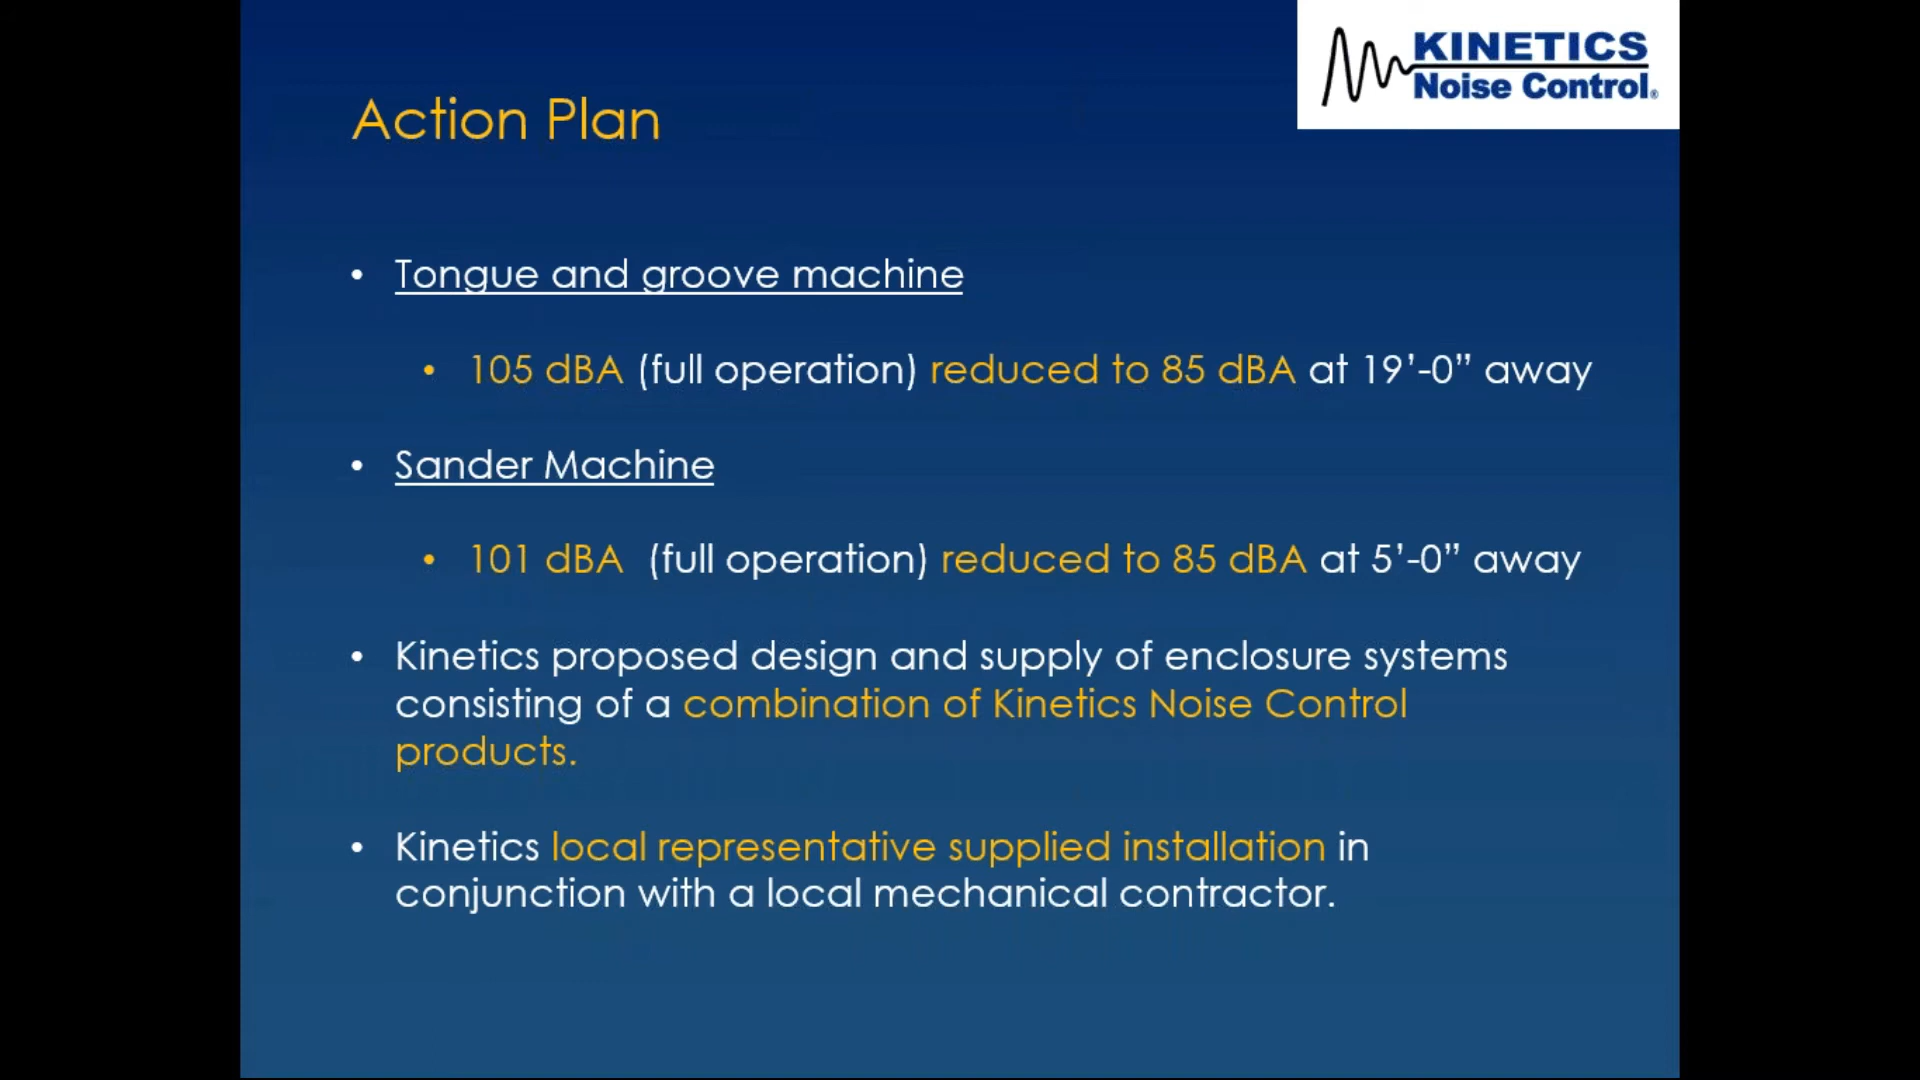 KINETICS
Noise Control®
Action Plan
• Tongue and groove machine
• 105 dBA (full operation) reduced to 85 dBA at 19’-0” away
• Sander Machine
• 101 dBA (full operation) reduced to 85 dBA at 5’-0” away
• Kinetics proposed design and supply of enclosure systems
consisting of a combination of Kinetics Noise Control
products.
• Kinetics local representative supplied installation in
conjunction with a local mechanical contractor.